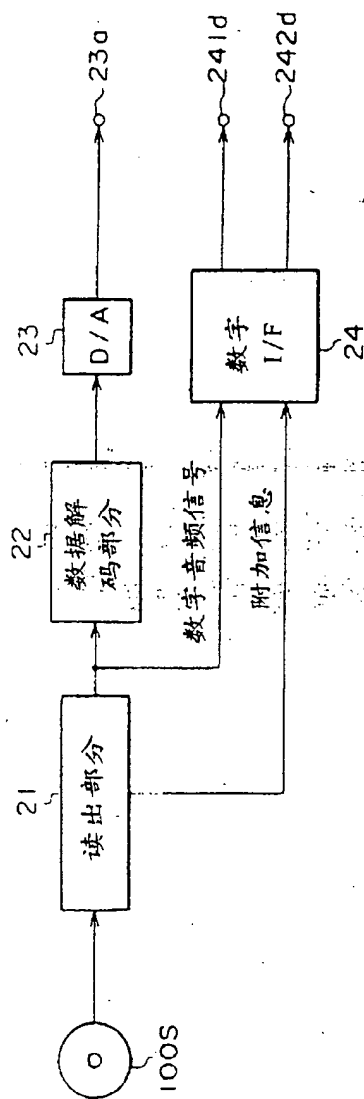 100S
21
读出部分
22
数据解
码部分
23
D/A
23a
数字音频信号
附加信息
数字
I/F
24
241d
242d